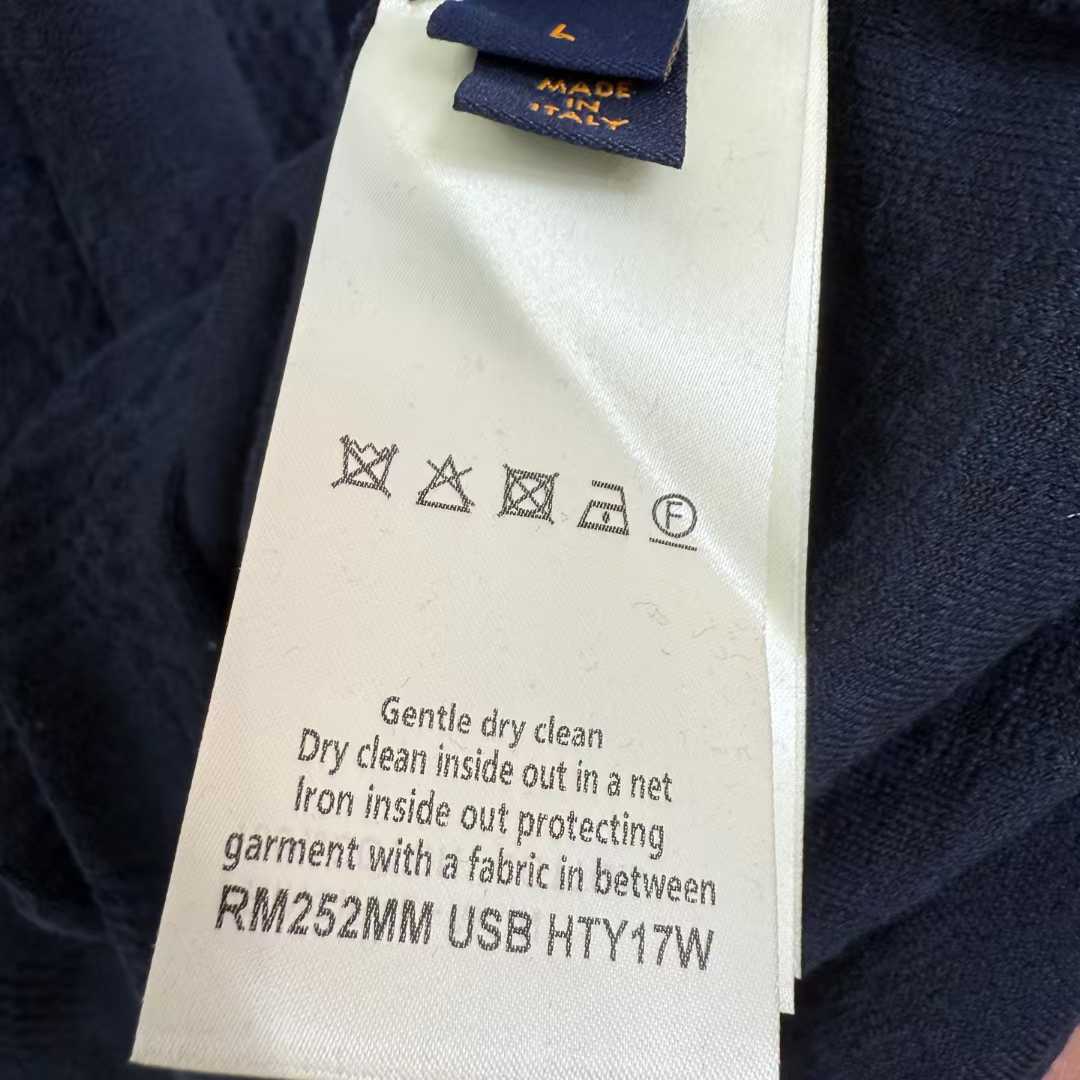 L
MADE
IN
ITALY
F
Gentle dry clean
Dry clean inside out in a net
Iron inside out protecting
garment with a fabric in between
RM252MM USB HTY17W